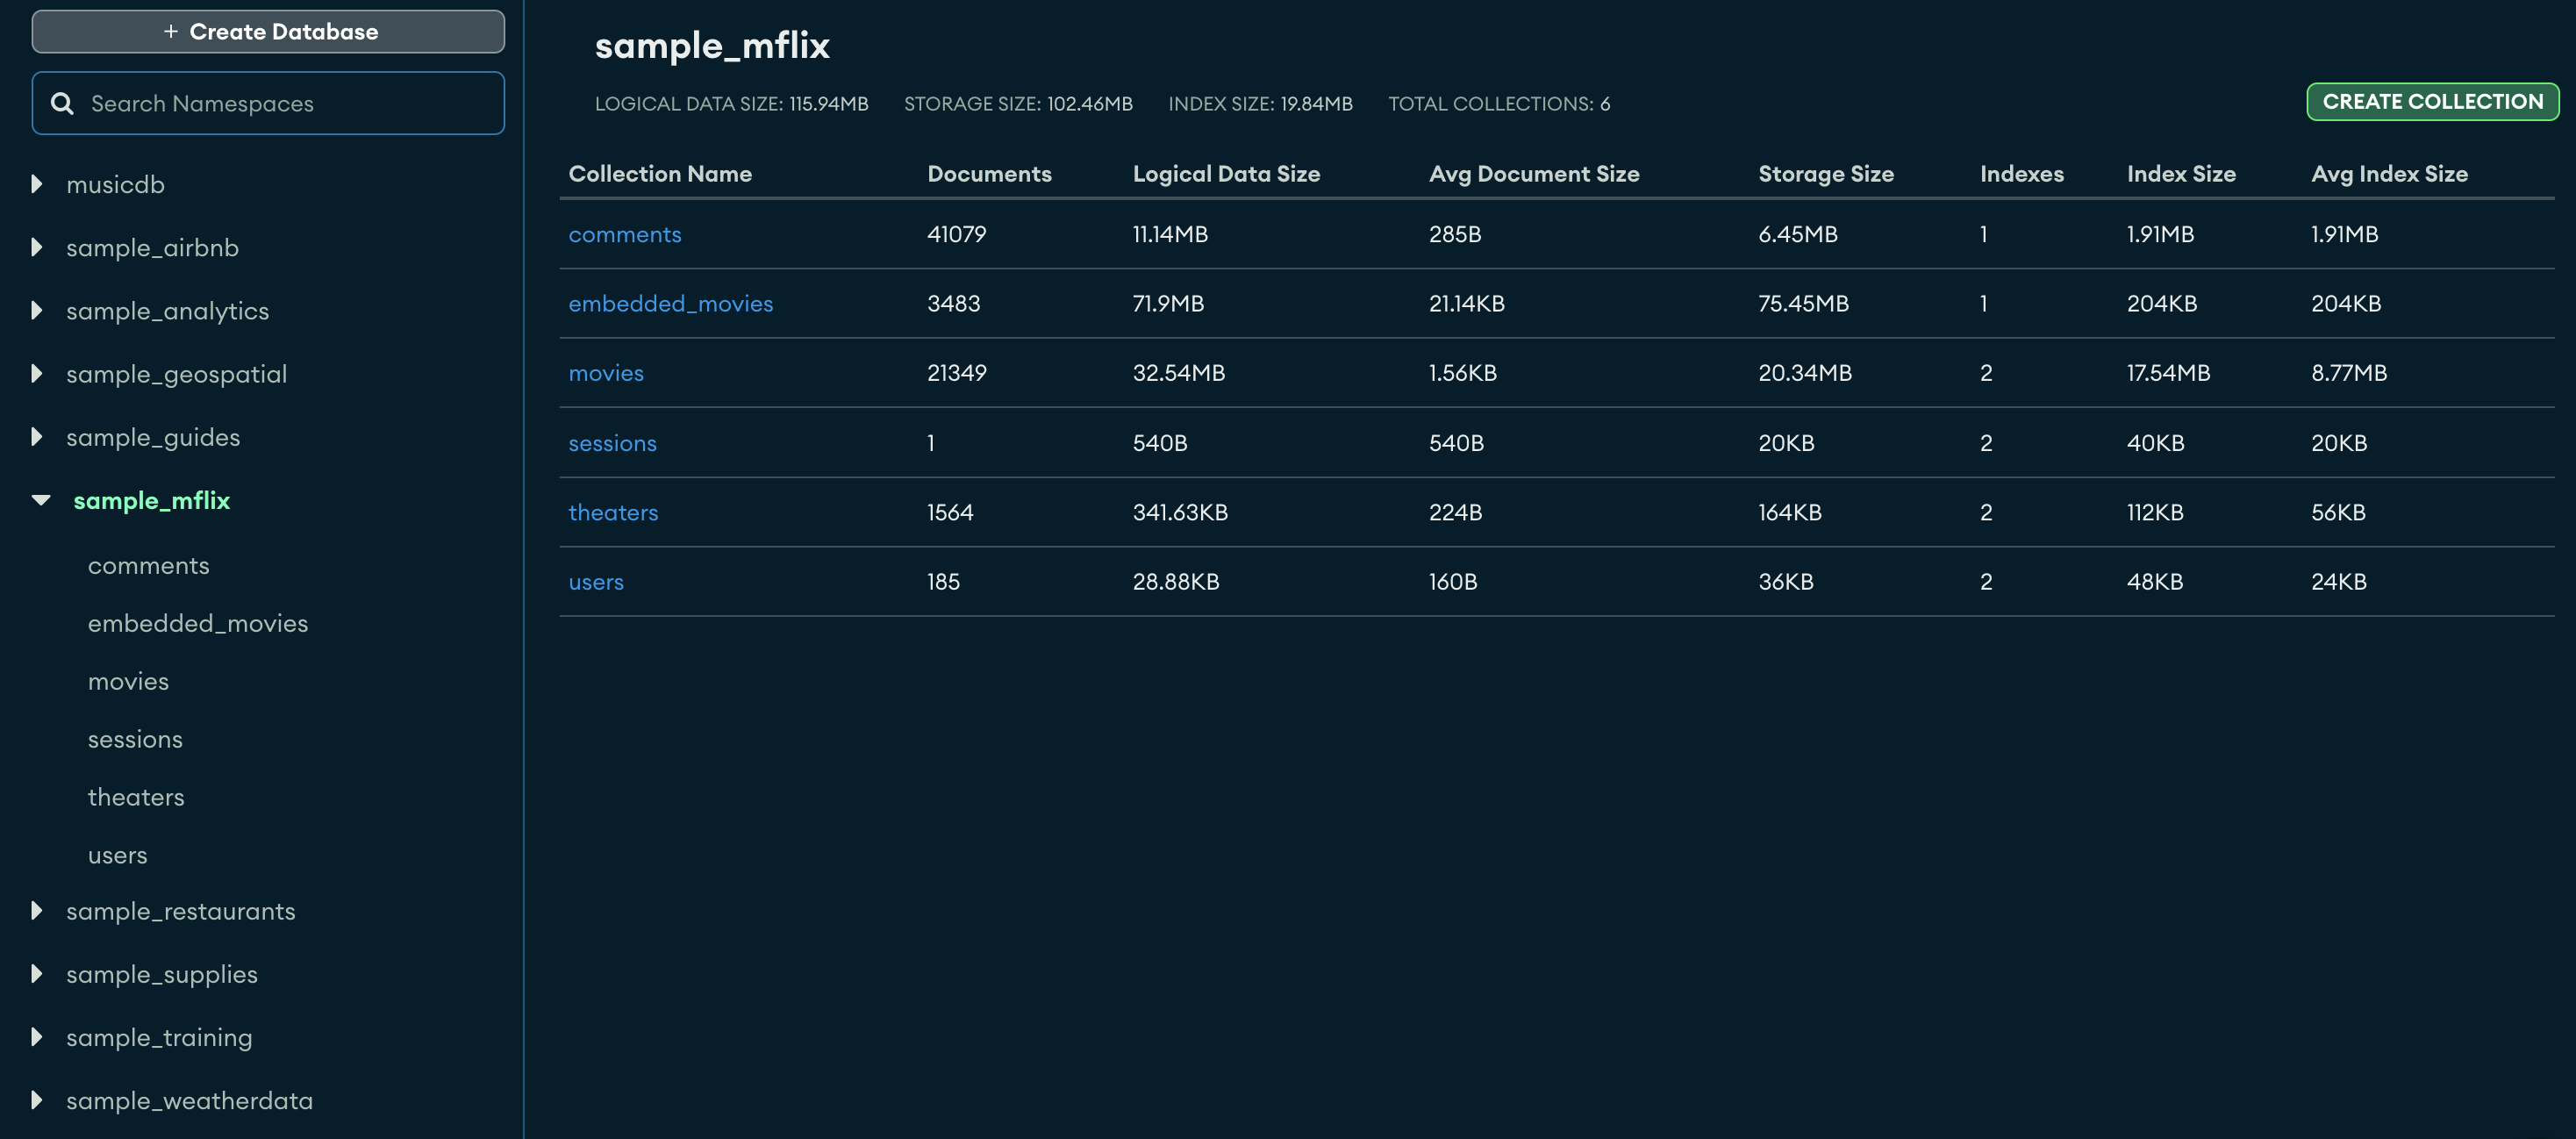 + Create Database
Search Namespaces
musicdb
sample_airbnb
sample_analytics
sample_geospatial
sample_guides
sample_mflix
comments
embedded_movies
movies
sessions
theaters
users
sample_restaurants
sample_supplies
sample_training
sample_weatherdata
sample_mflix
LOGICAL DATA SIZE: 115.94MB STORAGE SIZE: 102.46MB INDEX SIZE: 19.84MB TOTAL COLLECTIONS: 6
CREATE COLLECTION
Collection Name Documents Logical Data Size Avg Document Size Storage Size Indexes Index Size Avg Index Size
comments 41079 11.14MB 285B 6.45MB 1 1.91MB 1.91MB
embedded_movies 3483 71.9MB 21.14KB 75.45MB 1 204KB 204KB
movies 21349 32.54MB 1.56KB 20.34MB 2 17.54MB 8.77MB
sessions 1 540B 540B 20KB 2 40KB 20KB
theaters 1564 341.63KB 224B 164KB 2 112KB 56KB
users 185 28.88KB 160B 36KB 2 48KB 24KB